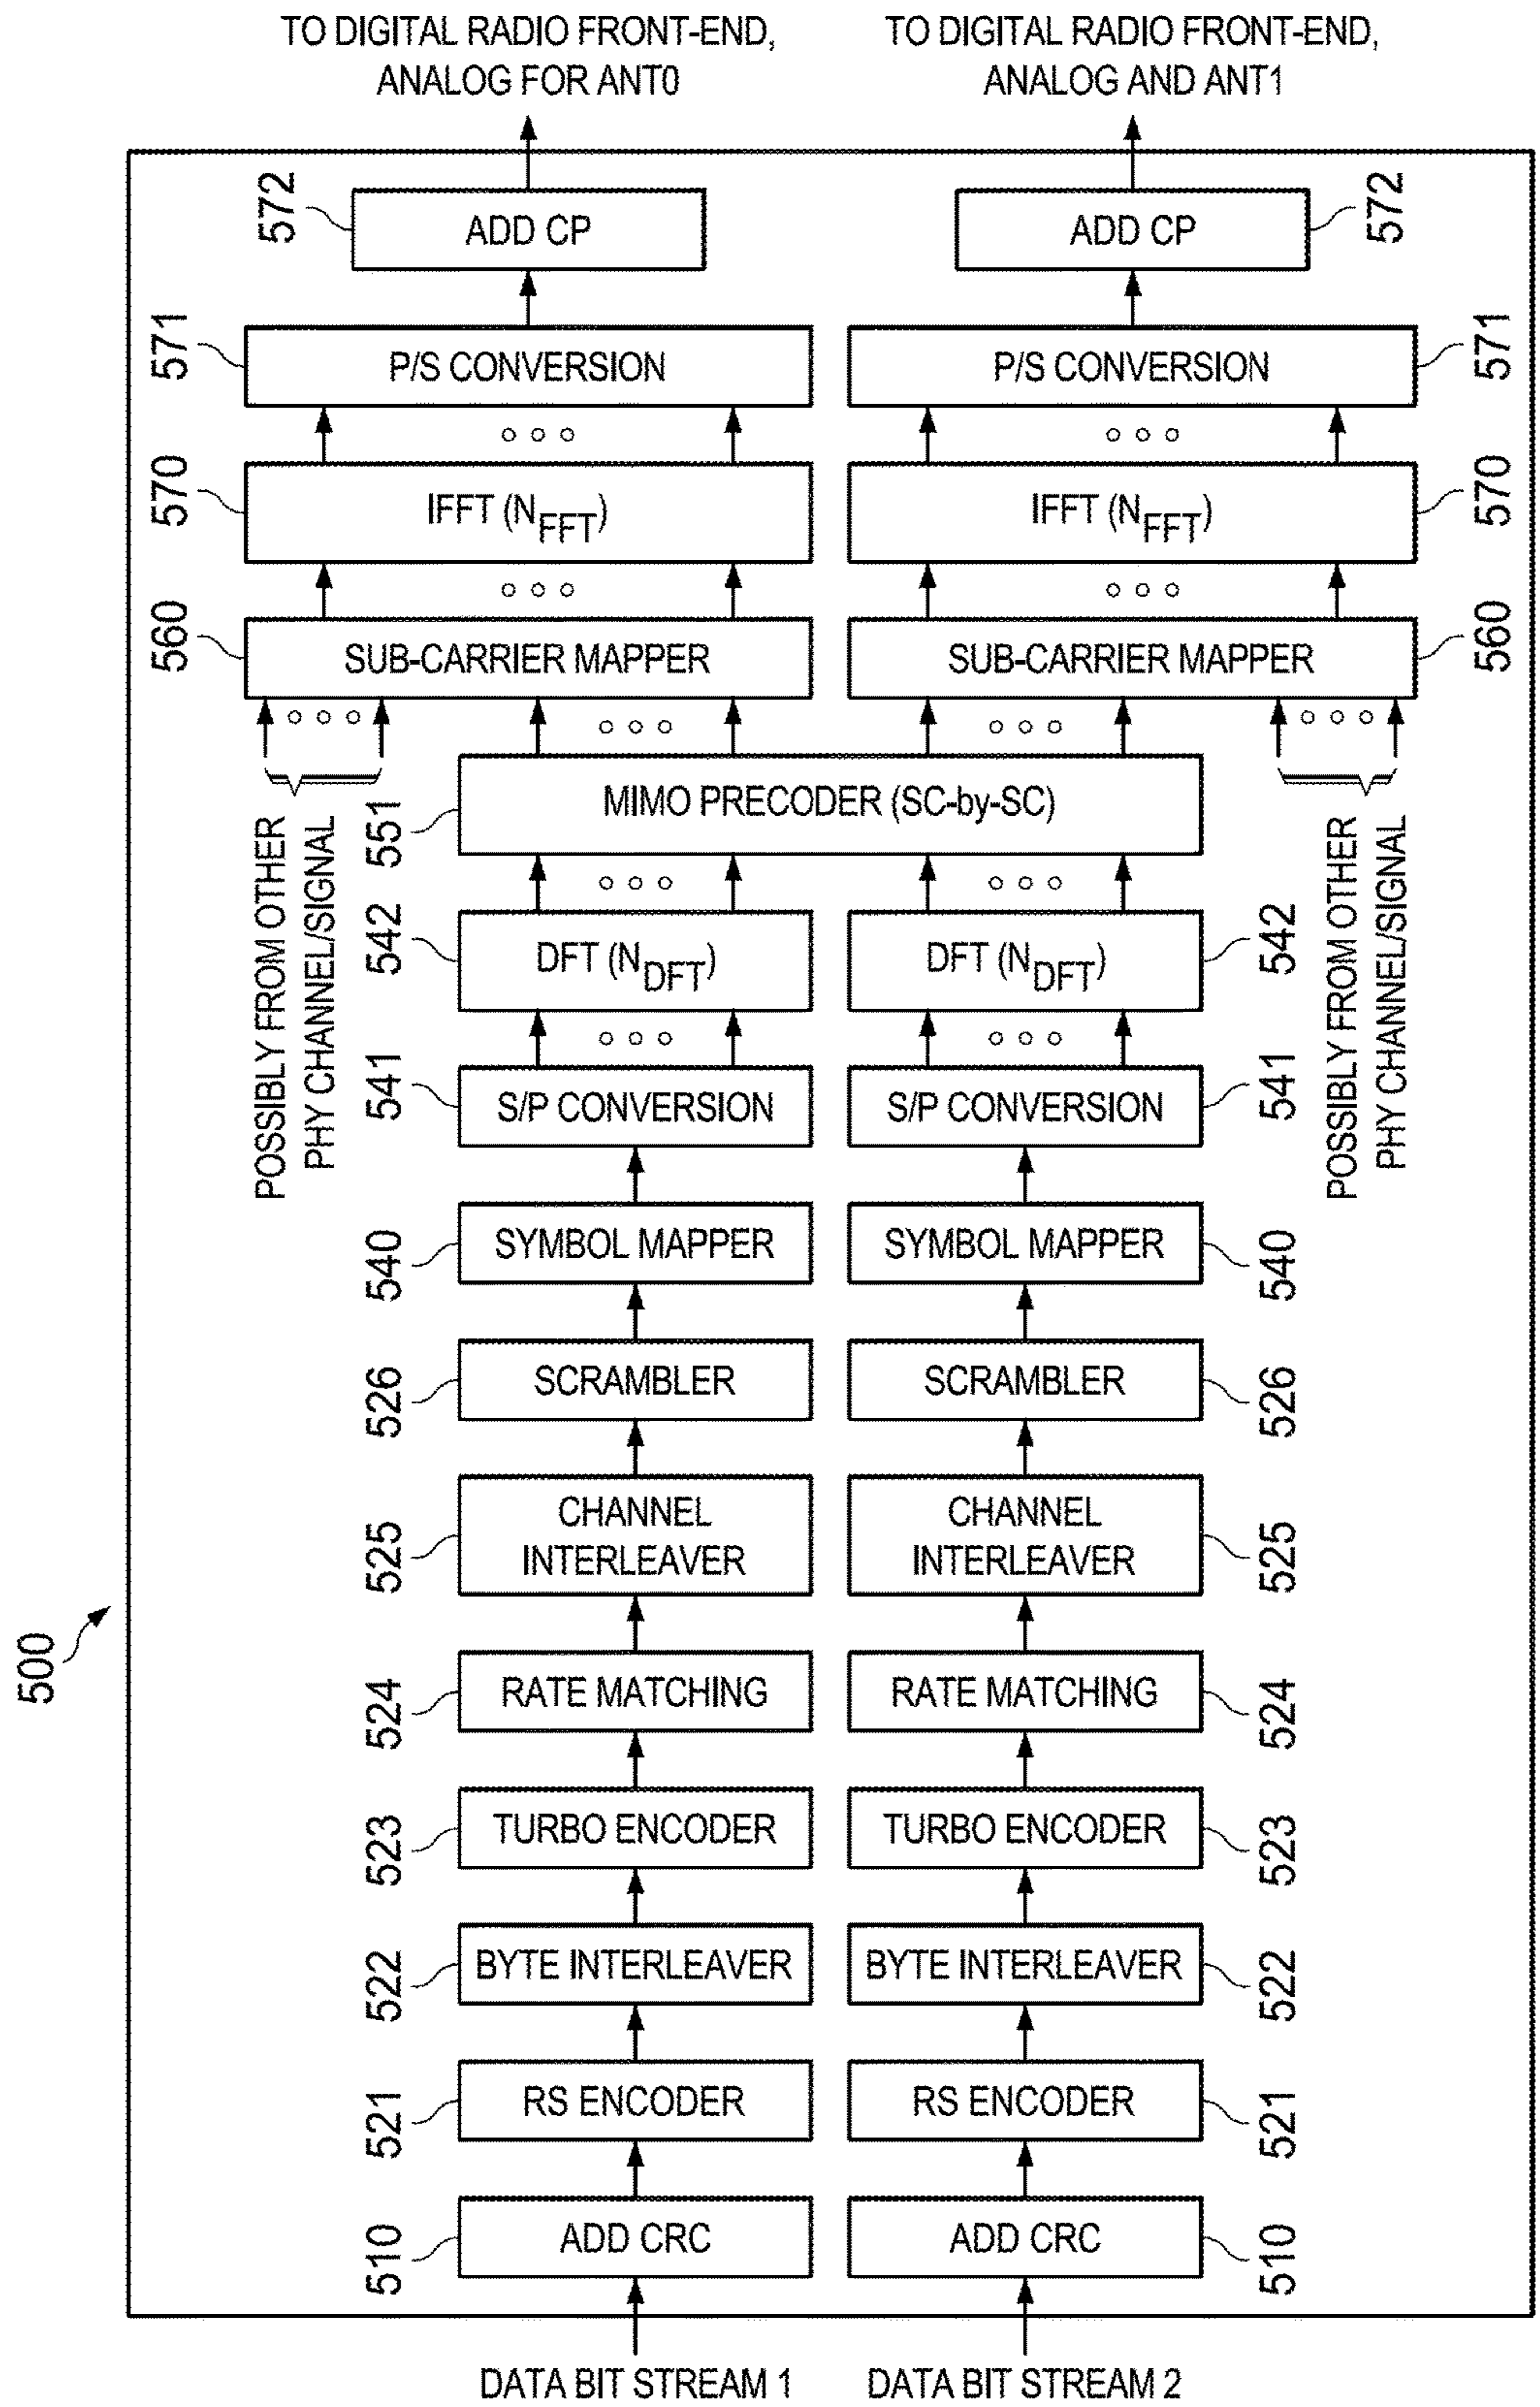 TO DIGITAL RADIO FRONT-END,
ANALOG FOR ANT0
TO DIGITAL RADIO FRONT-END,
ANALOG AND ANT1
572
ADD CP
ADD CP
572
571
P/S CONVERSION
P/S CONVERSION
571
570
IFFT (NFFT)
IFFT (NFFT)
570
560
SUB-CARRIER MAPPER
SUB-CARRIER MAPPER
560
POSSIBLY FROM OTHER
PHY CHANNEL/SIGNAL
551
MIMO PRECODER (SC-by-SC)
POSSIBLY FROM OTHER
PHY CHANNEL/SIGNAL
542
DFT (NDFT)
DFT (NDFT)
542
541
S/P CONVERSION
S/P CONVERSION
541
540
SYMBOL MAPPER
SYMBOL MAPPER
540
526
SCRAMBLER
SCRAMBLER
526
525
CHANNEL
INTERLEAVER
CHANNEL
INTERLEAVER
525
500
524
RATE MATCHING
RATE MATCHING
524
523
TURBO ENCODER
TURBO ENCODER
523
522
BYTE INTERLEAVER
BYTE INTERLEAVER
522
521
RS ENCODER
RS ENCODER
521
510
ADD CRC
ADD CRC
510
DATA BIT STREAM 1
DATA BIT STREAM 2